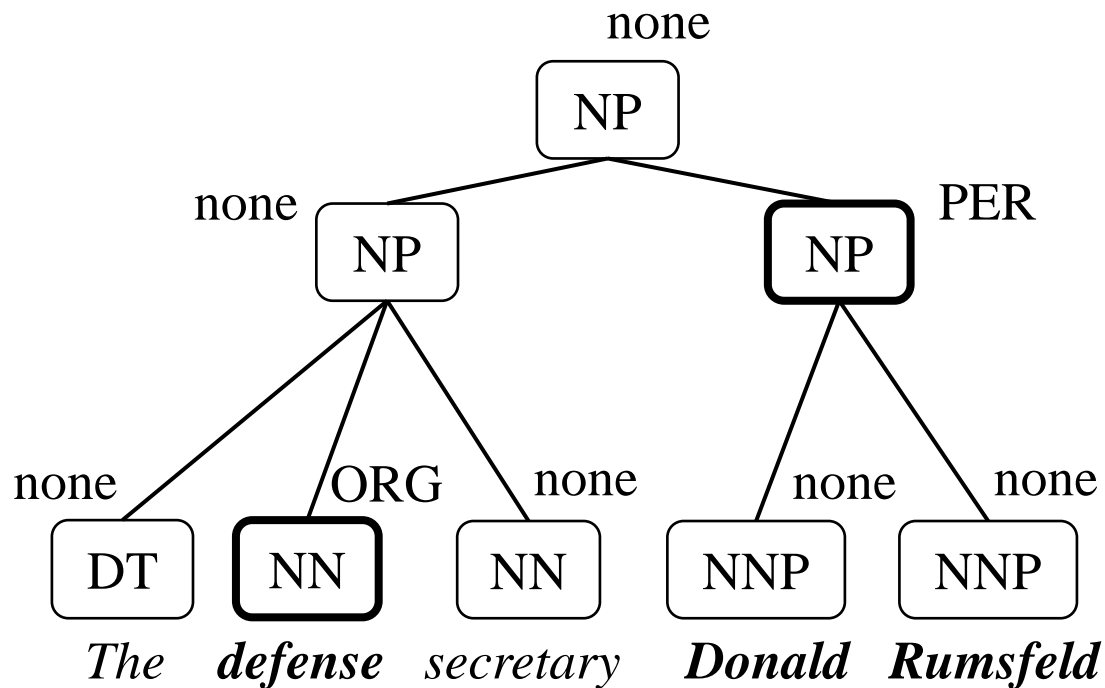 none
NP
none NP NP PER
none ORG none none none
DT NN NN NNP NNP
The defense secretary Donald Rumsfeld